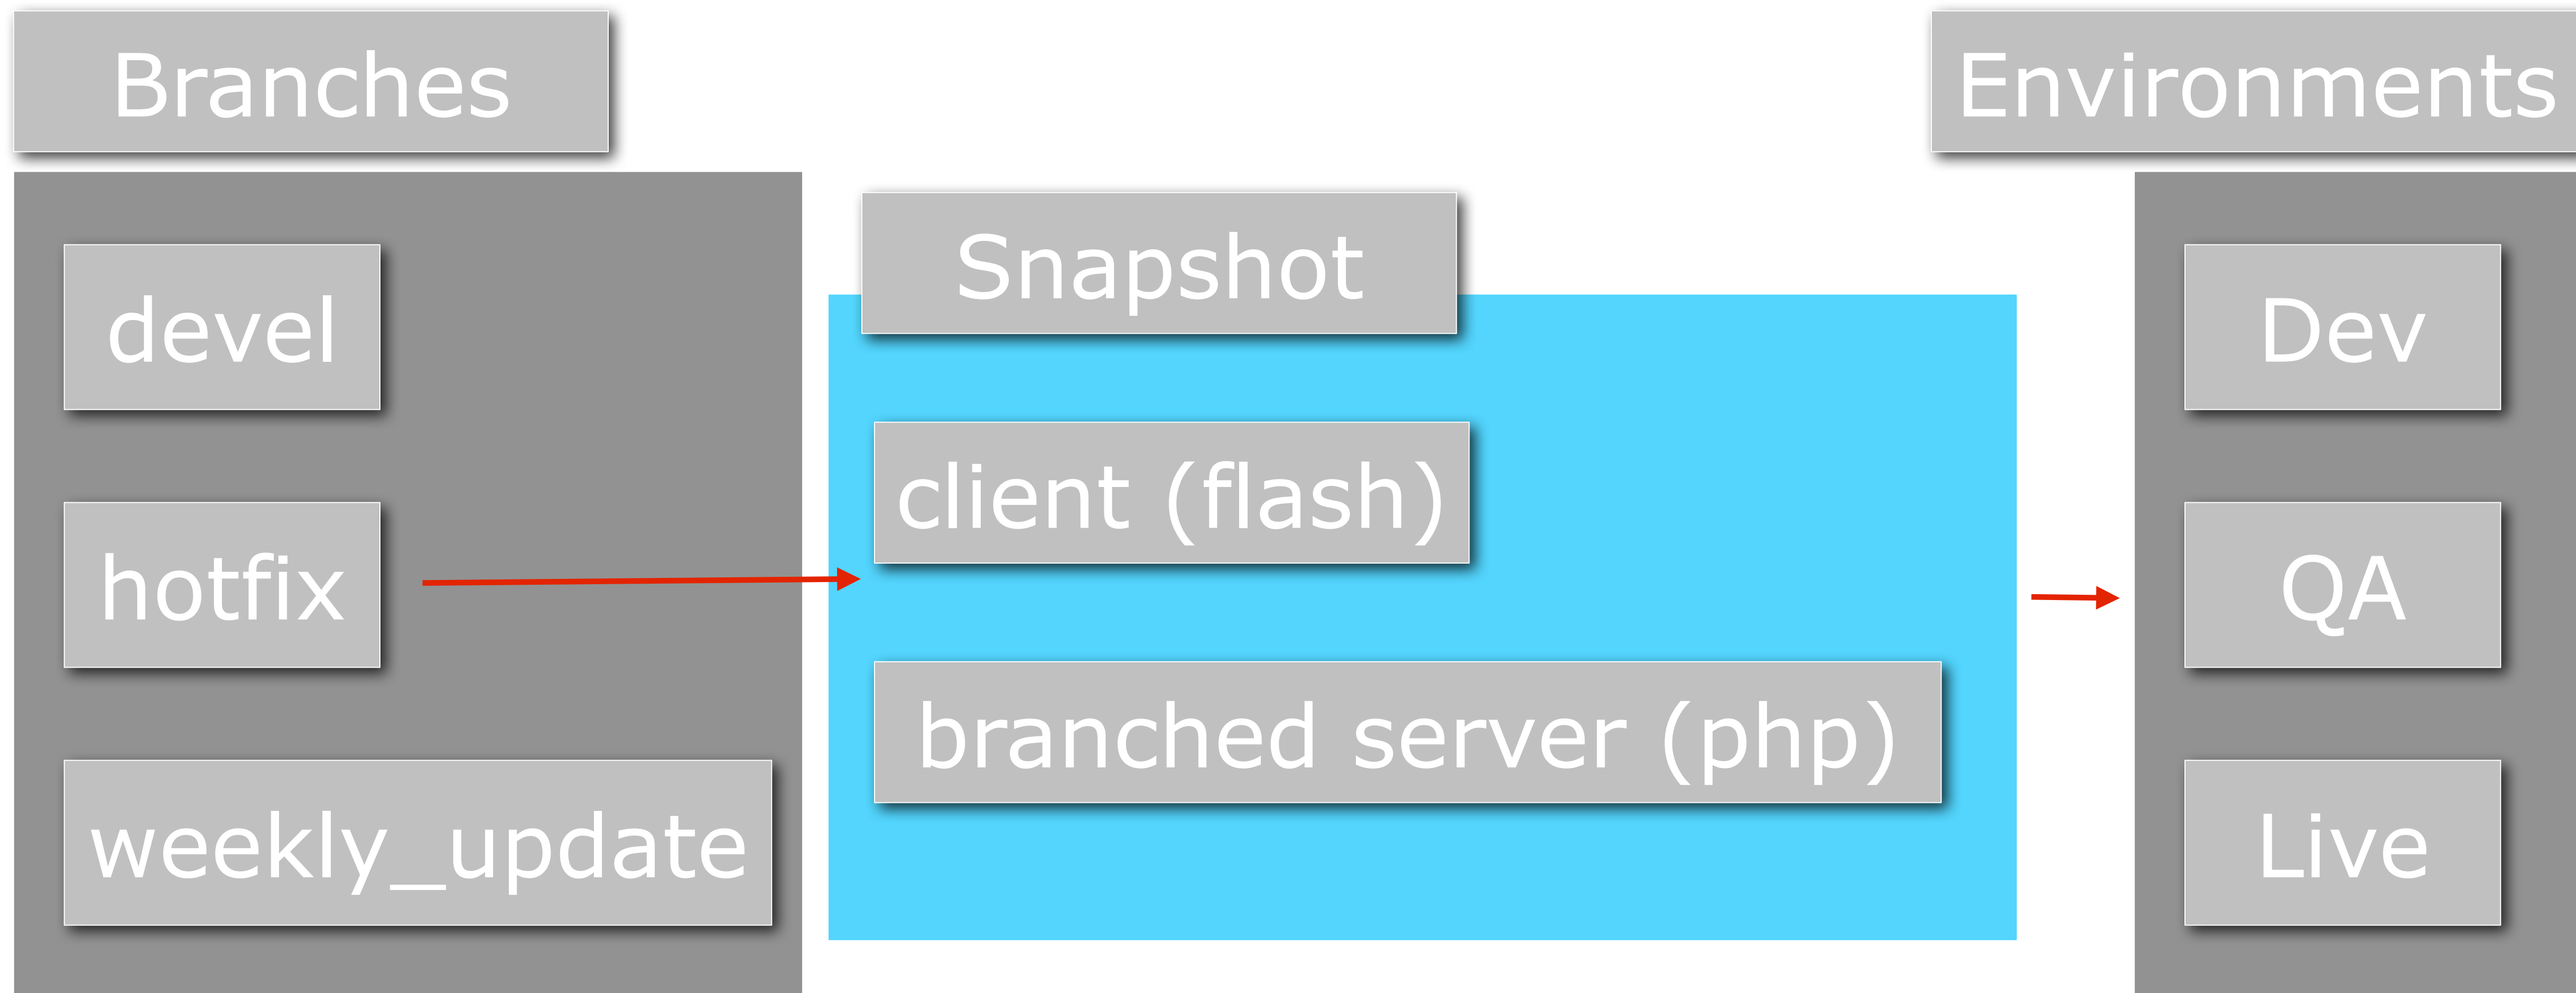 Branches
Environments
devel
hotfix
weekly_update
Snapshot
client (flash)
branched server (php)
Dev
QA
Live